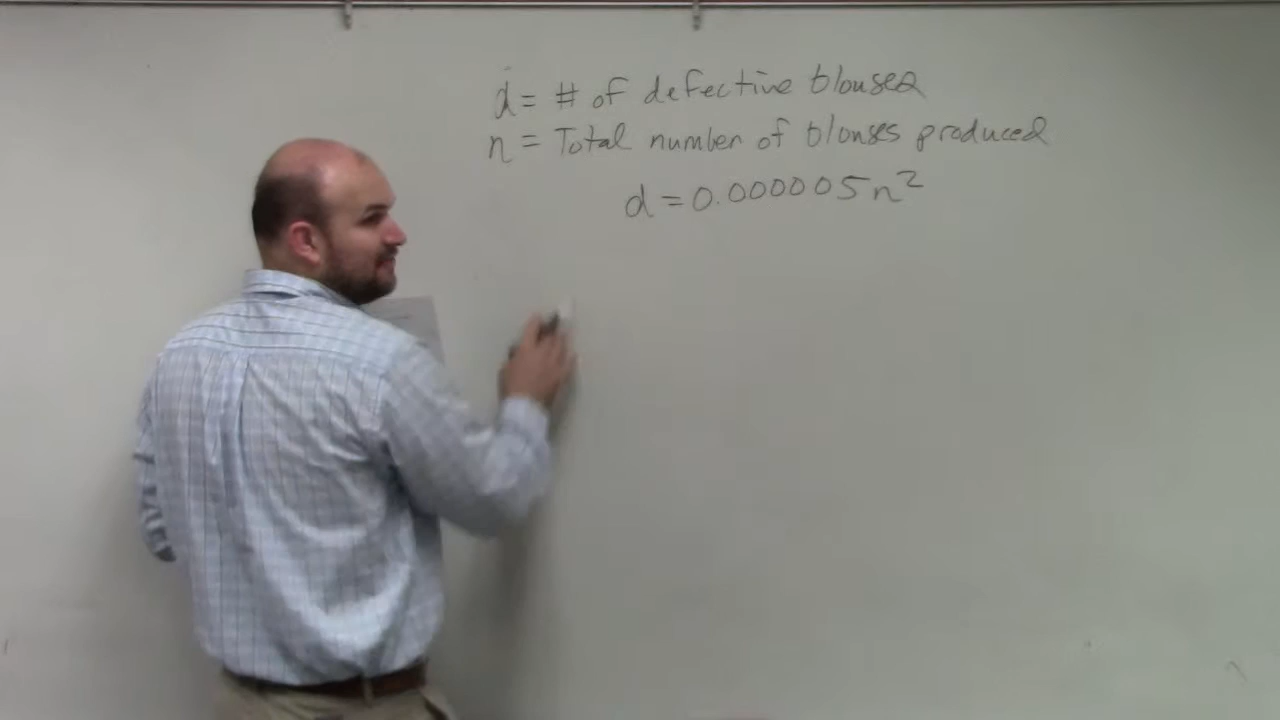 d = # of defective blouses
n = Total number of blouses produced
d = 0.000005n²